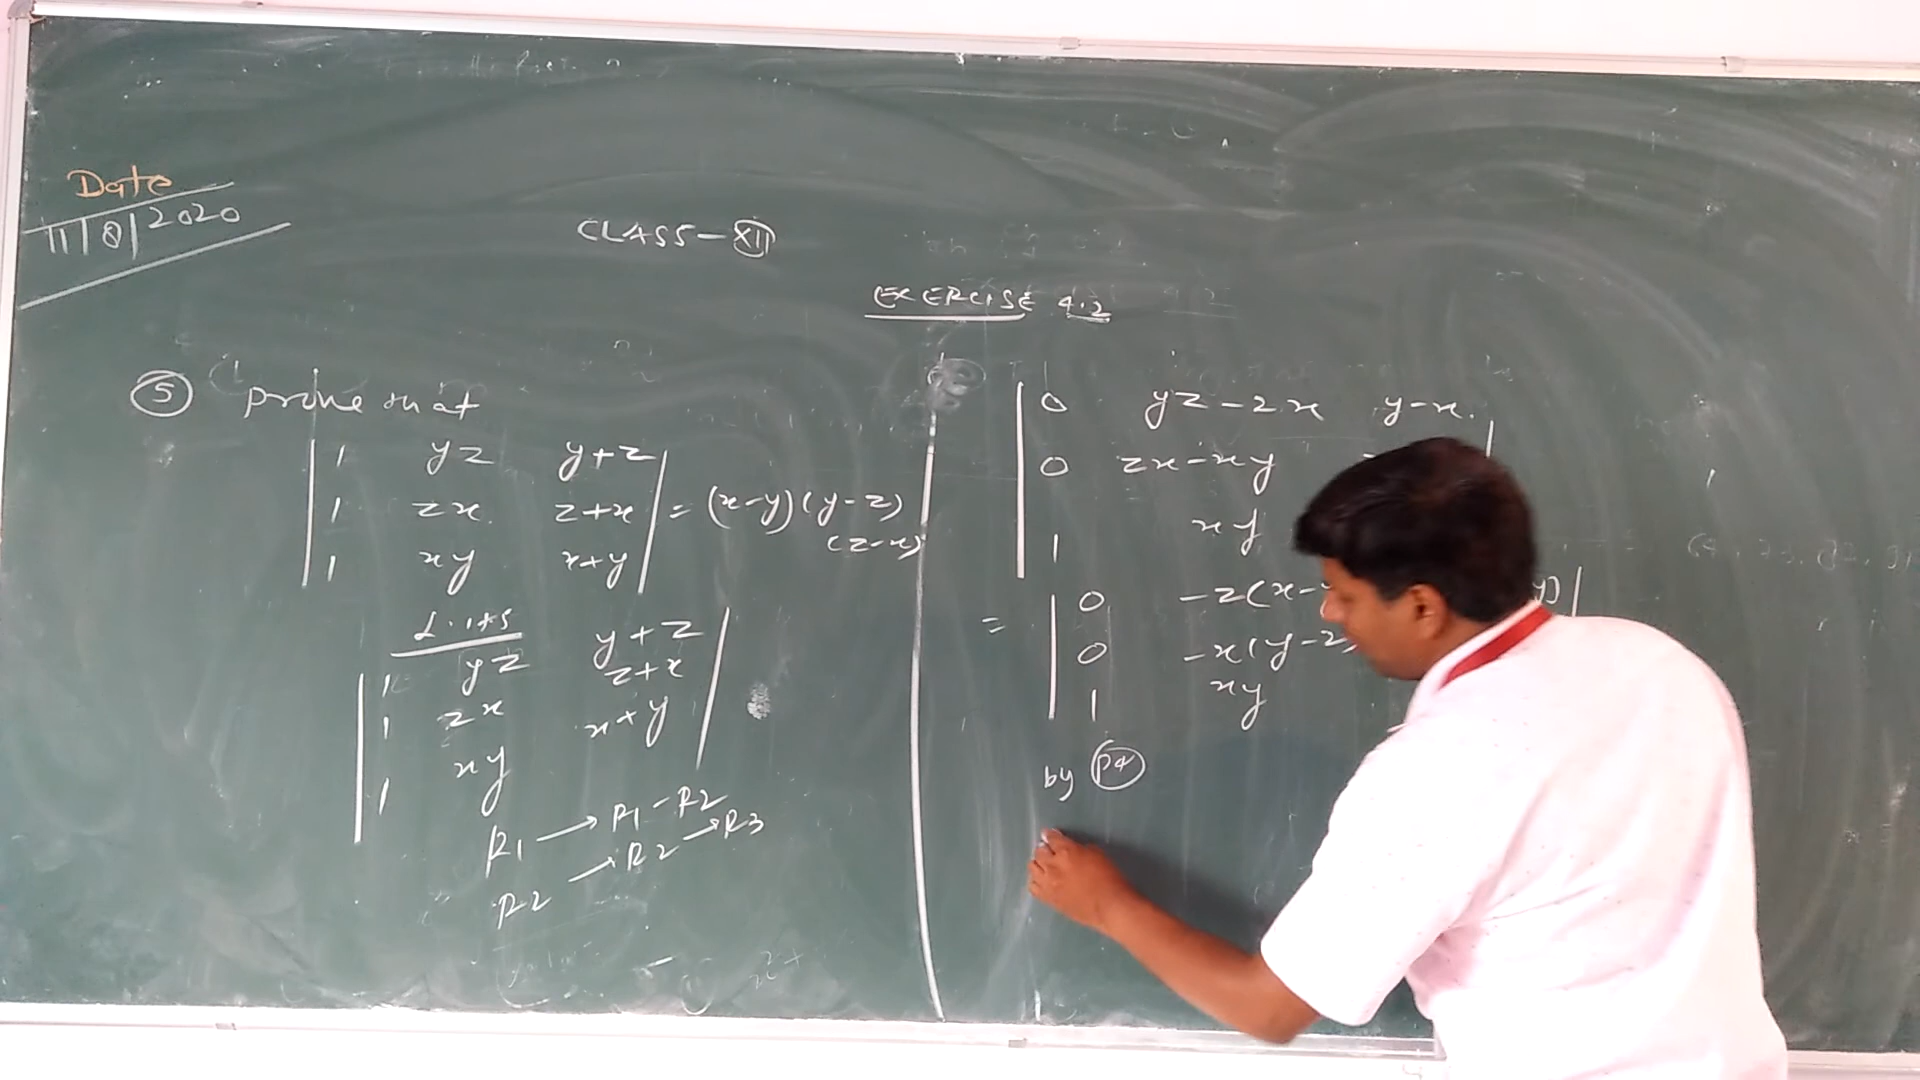 Date
11/8/2020
CLASS-XII
EXERCISE 4.2
5 prove that
1 yz y+z
1 zx z+x = (x-y)(y-z)
(z-x)
1 xy x+y
L.H.S
1 yz y+z
1 zx z+x
1 xy x+y
R1 → R1-R2
R2 → R2 → R3
0 yz-zx y-x
0 zx-xy
1 xy
= 0 -z(x- y)
0 -x(y-z)
1 xy
by P4